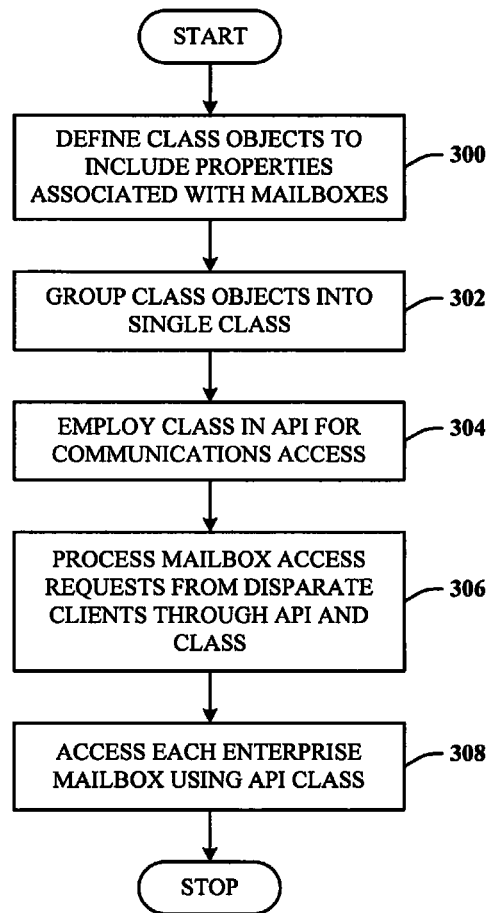 START
DEFINE CLASS OBJECTS TO
INCLUDE PROPERTIES
ASSOCIATED WITH MAILBOXES
300
GROUP CLASS OBJECTS INTO
SINGLE CLASS
302
EMPLOY CLASS IN API FOR
COMMUNICATIONS ACCESS
304
PROCESS MAILBOX ACCESS
REQUESTS FROM DISPARATE
CLIENTS THROUGH API AND
CLASS
306
ACCESS EACH ENTERPRISE
MAILBOX USING API CLASS
308
STOP